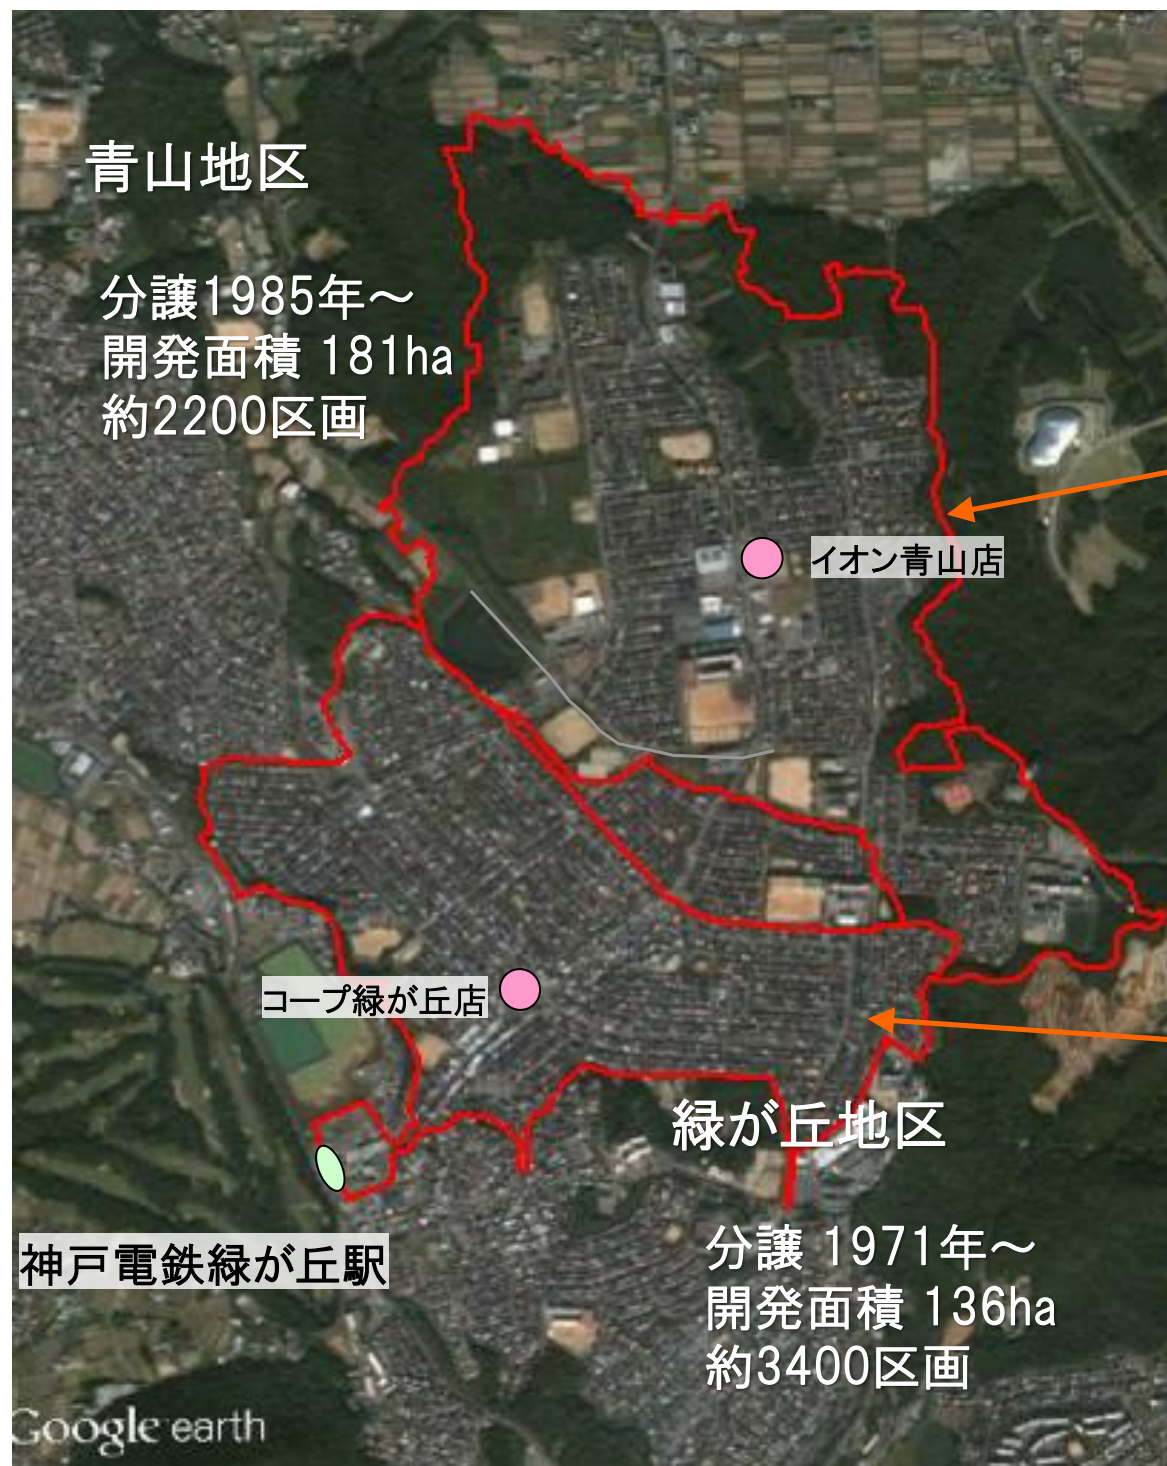 青山地区
分譲1985年～
開発面積 181ha
約2200区画
イオン青山店
コープ緑が丘店
緑が丘地区
神戸電鉄緑が丘駅
分譲 1971年～
開発面積 136ha
約3400区画
Google earth